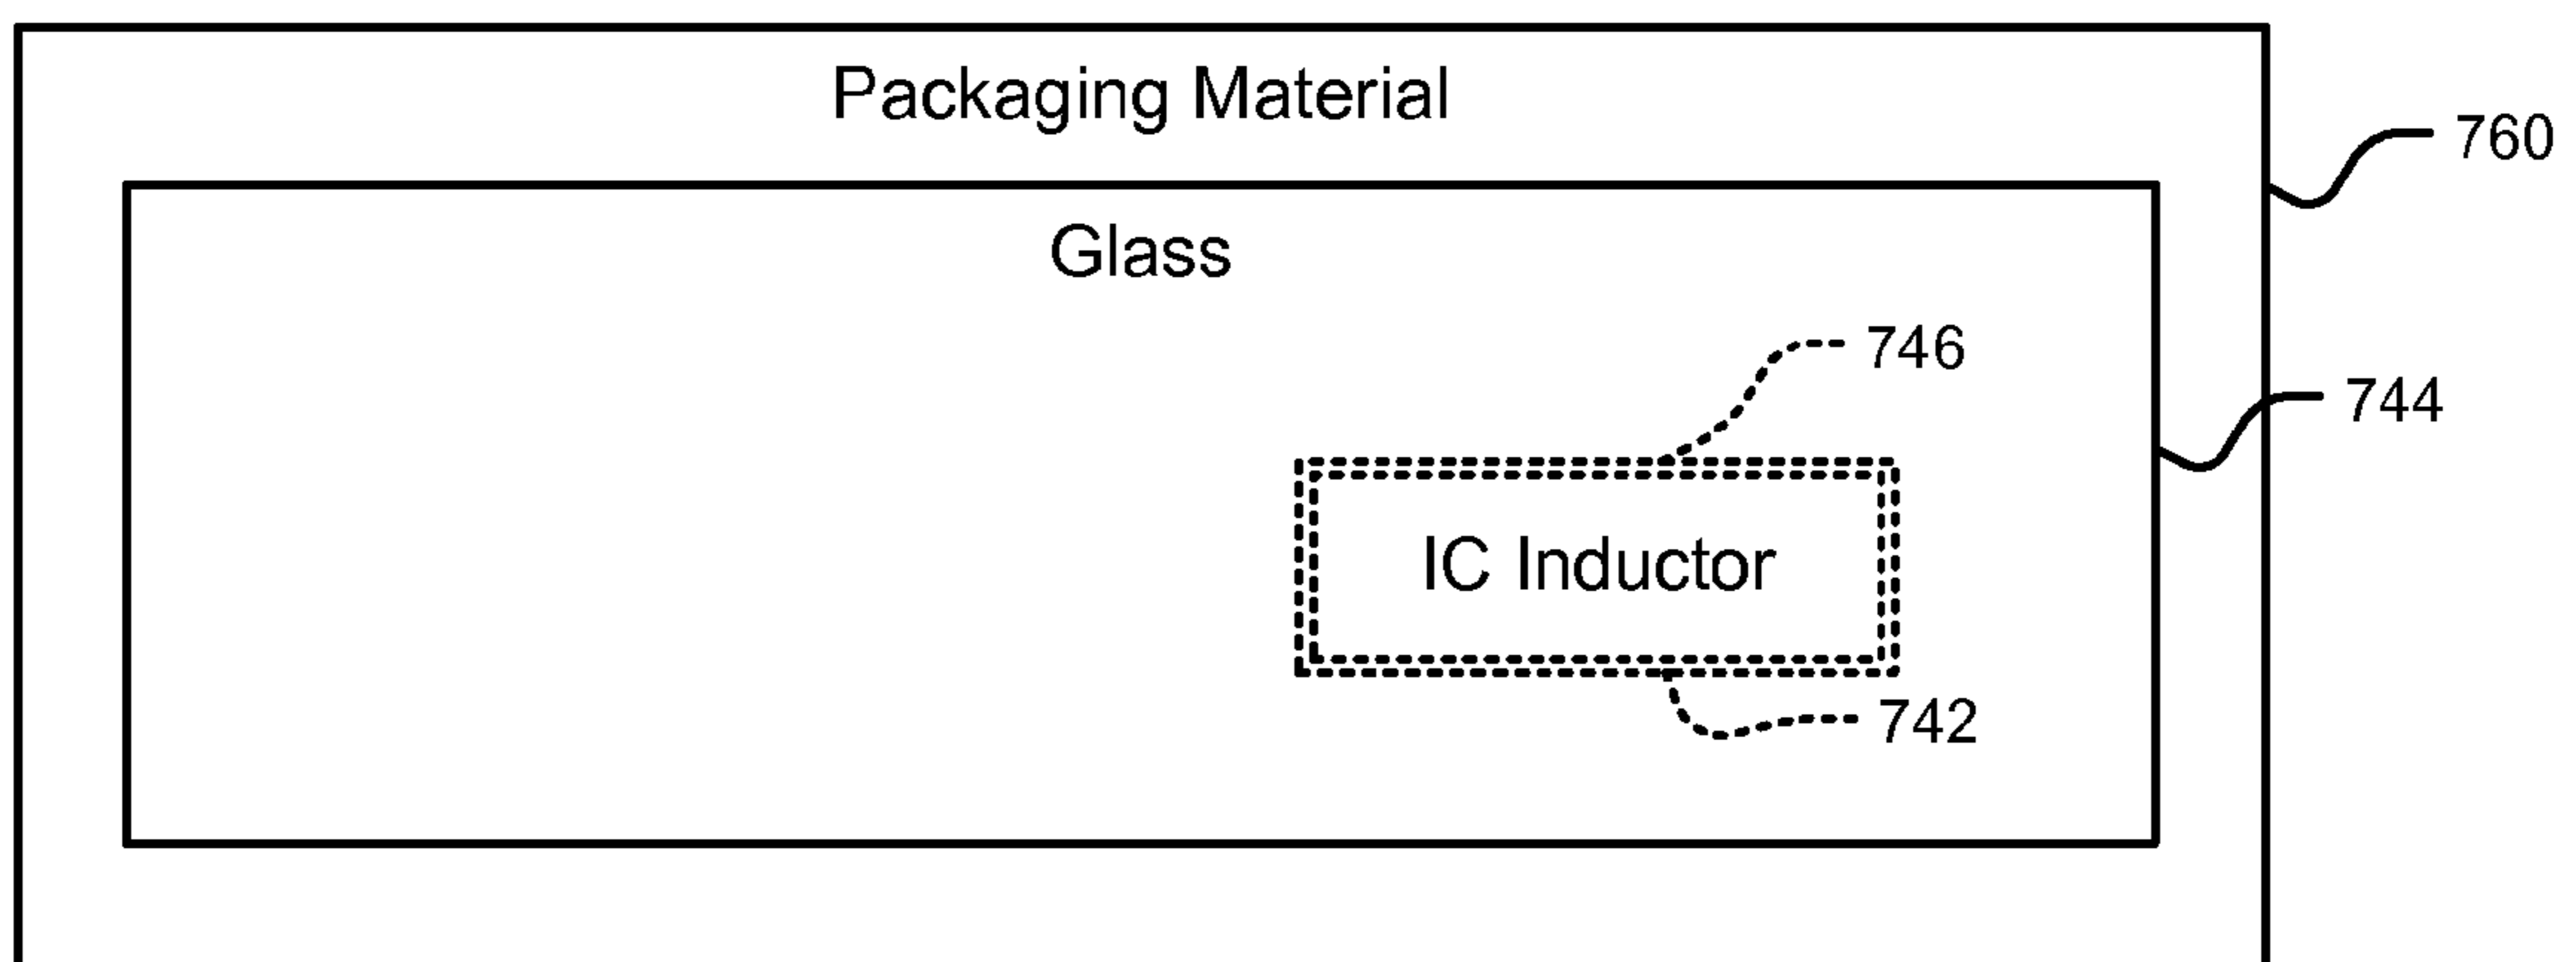 Packaging Material
760
Glass
746
744
IC Inductor
742